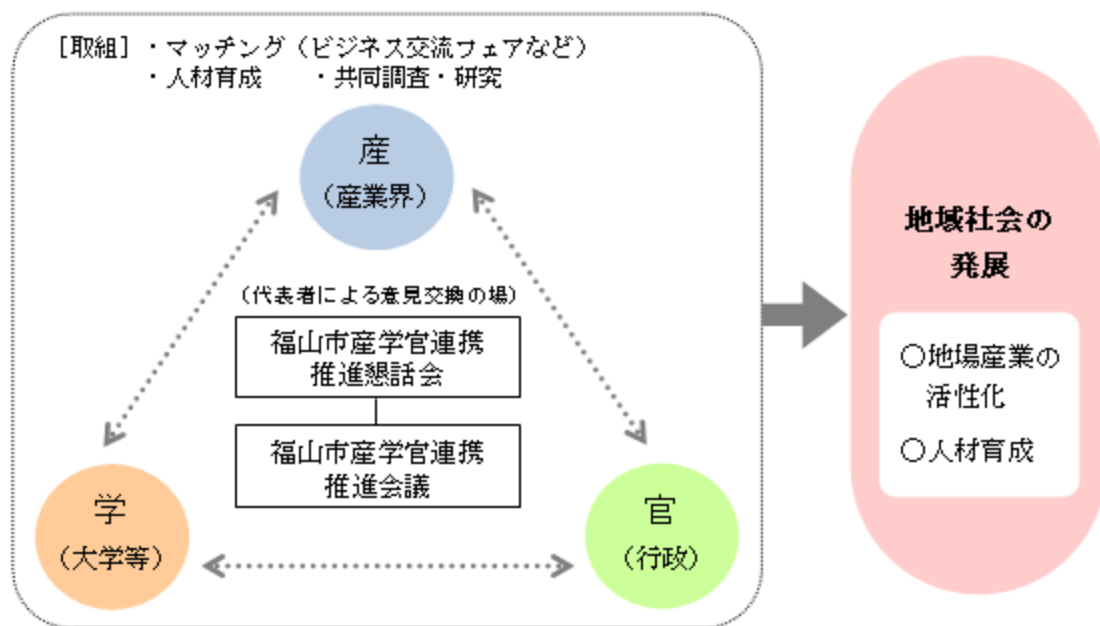 ［取組］・マッチング（ビジネス交流フェアなど）
・人材育成　・共同調査・研究
産
（産業界）
（代表者による意見交換の場）
福山市産学官連携
推進懇話会
福山市産学官連携
推進会議
学
（大学等）
官
（行政）
地域社会の
発展
〇地場産業の
活性化
〇人材育成